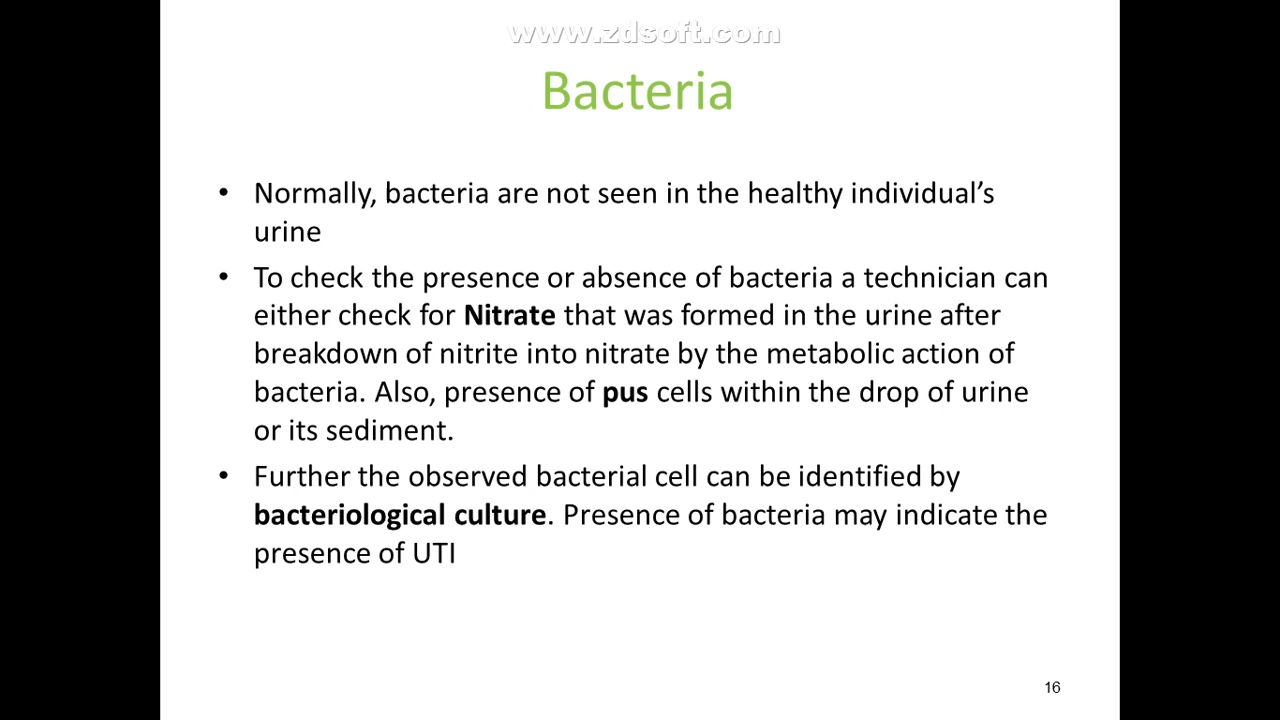 www.zdsoft.com
Bacteria
• Normally, bacteria are not seen in the healthy individual’s
urine
• To check the presence or absence of bacteria a technician can
either check for Nitrate that was formed in the urine after
breakdown of nitrite into nitrate by the metabolic action of
bacteria. Also, presence of pus cells within the drop of urine
or its sediment.
• Further the observed bacterial cell can be identified by
bacteriological culture. Presence of bacteria may indicate the
presence of UTI
16